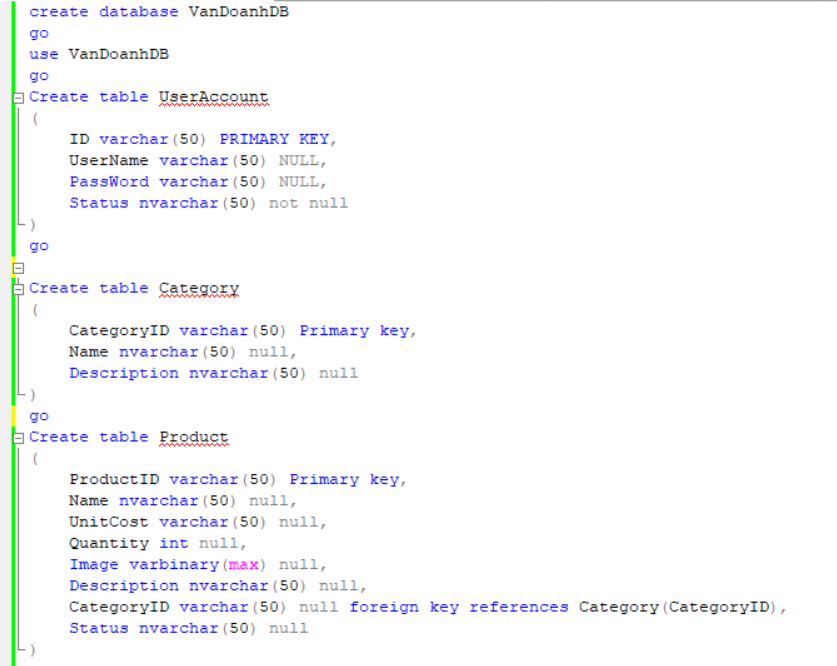 create database VanDoanhDB
go
use VanDoanhDB
go
Create table UserAccount
(
ID varchar(50) PRIMARY KEY,
UserName varchar(50) NULL,
PassWord varchar(50) NULL,
Status nvarchar(50) not null
)
go
Create table Category
(
CategoryID varchar(50) Primary key,
Name nvarchar(50) null,
Description nvarchar(50) null
)
go
Create table Product
(
ProductID varchar(50) Primary key,
Name nvarchar(50) null,
UnitCost varchar(50) null,
Quantity int null,
Image varbinary(max) null,
Description nvarchar(50) null,
CategoryID varchar(50) null foreign key references Category(CategoryID),
Status nvarchar(50) null
)